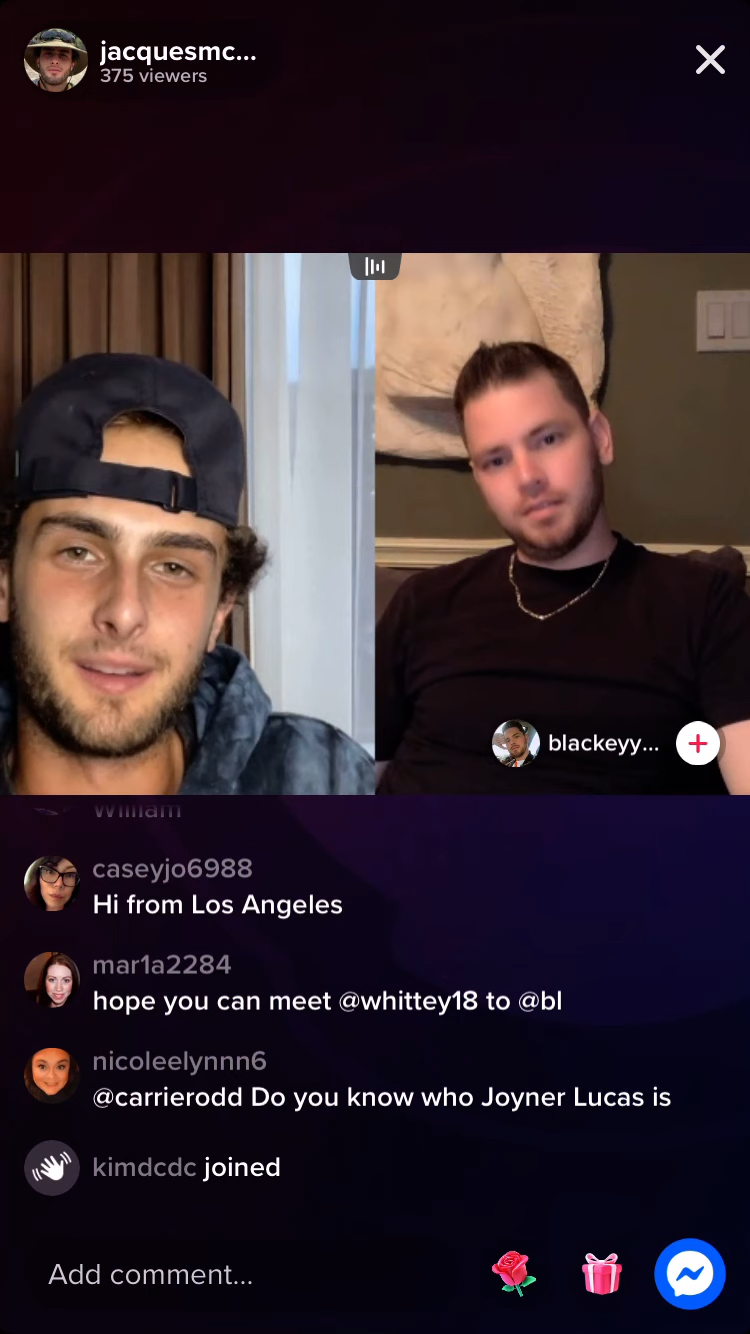 jacquesmc...
375 viewers
blackeyy...
William
caseyjo6988
Hi from Los Angeles
mar1a2284
hope you can meet @whittey18 to @bl
nicoleelynnn6
@carrierodd Do you know who Joyner Lucas is
kimdcdc joined
Add comment...